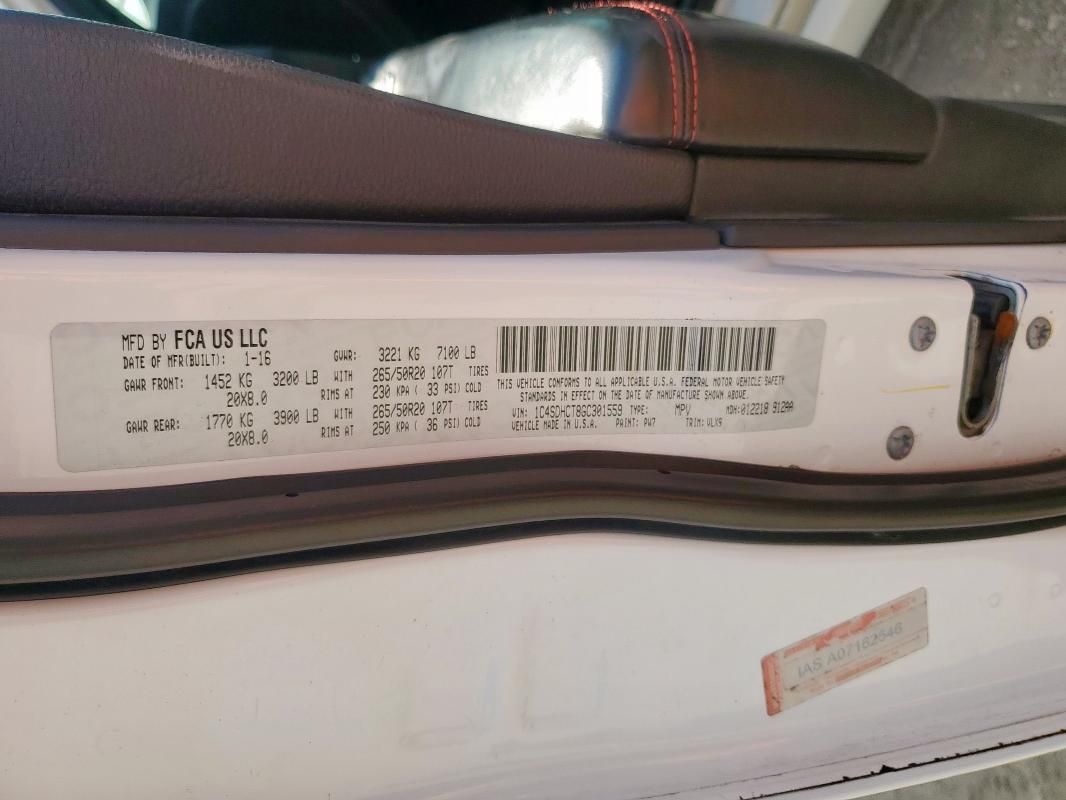 MFD BY FCA US LLC
DATE OF MFR(BUILT): 1-16 GVWR: 3221 KG 7100 LB
GAWR FRONT: 1452 KG 3200 LB WITH 265/50R20 107T TIRES
20X8.0 RIMS AT 230 KPA ( 33 PSI) COLD
GAWR REAR: 1770 KG 3900 LB WITH 265/50R20 107T TIRES
20X8.0 RIMS AT 250 KPA ( 36 PSI) COLD
THIS VEHICLE CONFORMS TO ALL APPLICABLE U.S.A. FEDERAL MOTOR VEHICLE SAFETY
STANDARDS IN EFFECT ON THE DATE OF MANUFACTURE SHOWN ABOVE.
VIN: 1C4SDHCT8GC301559 TYPE: MPV MDH:012218 912AA
VEHICLE MADE IN U.S.A. PAINT: PW7 TRIM: VLX9
IAS A07162646